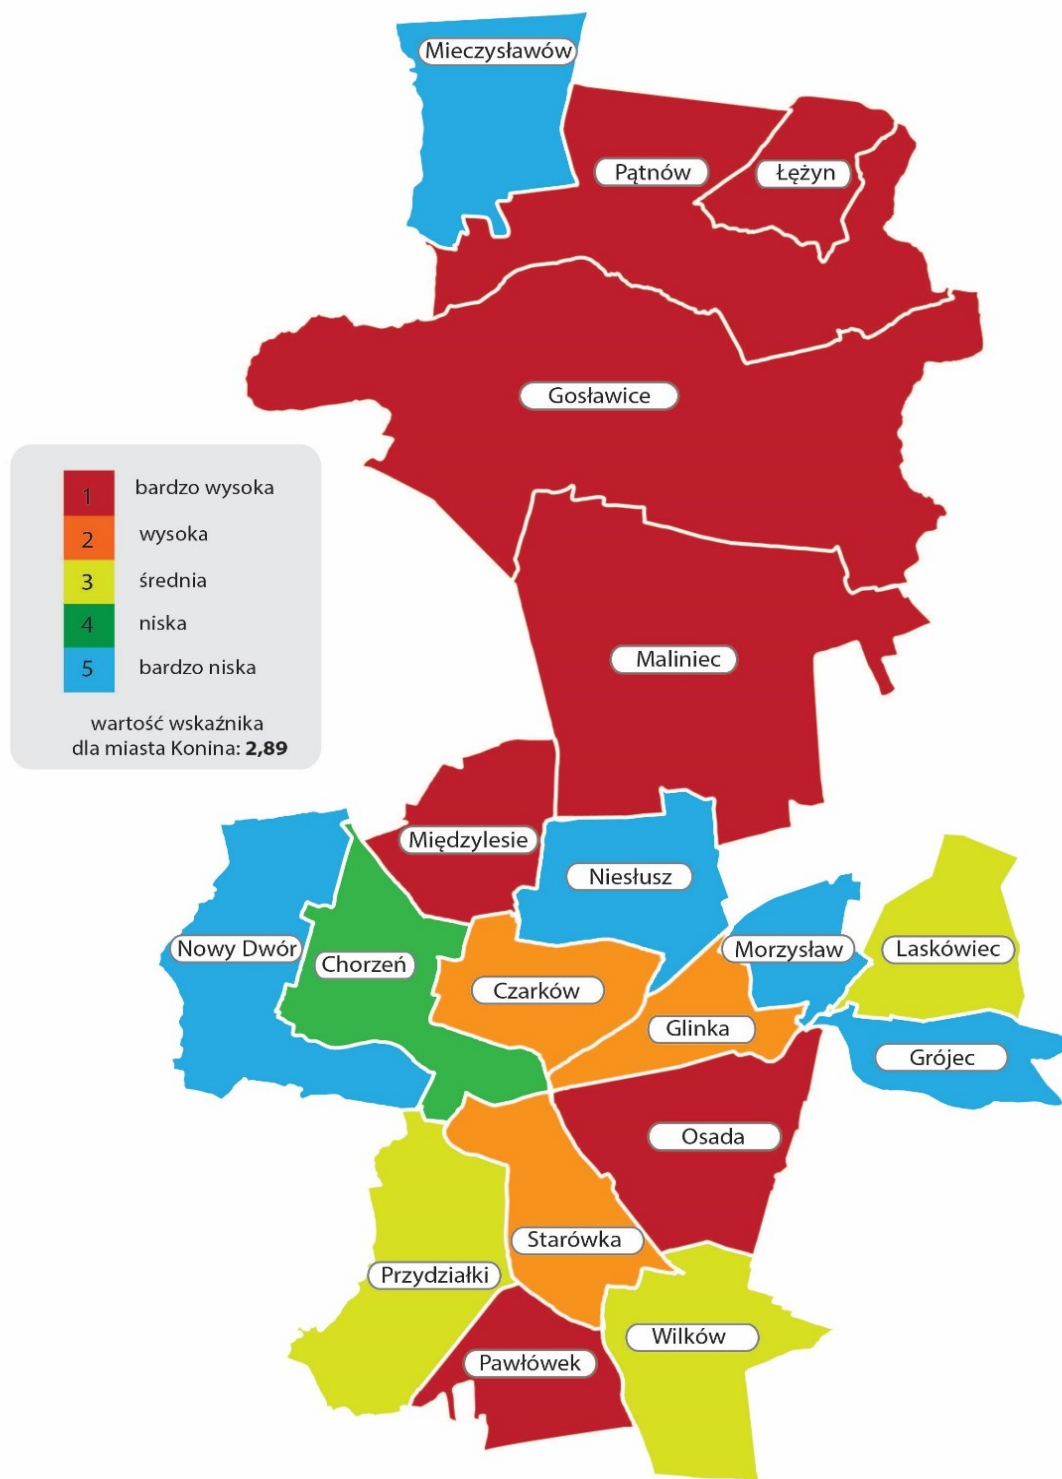 Mieczysławów
Pątnów
Łężyn
Gosławice
1 bardzo wysoka
2 wysoka
3 średnia
4 niska
5 bardzo niska
wartość wskaźnika
dla miasta Konina: 2,89
Maliniec
Międzylesie
Niesłusz
Nowy Dwór
Chorzeń
Czarków
Morzysław
Laskówiec
Glinka
Grójec
Osada
Starówka
Przydziałki
Wilków
Pawłówek